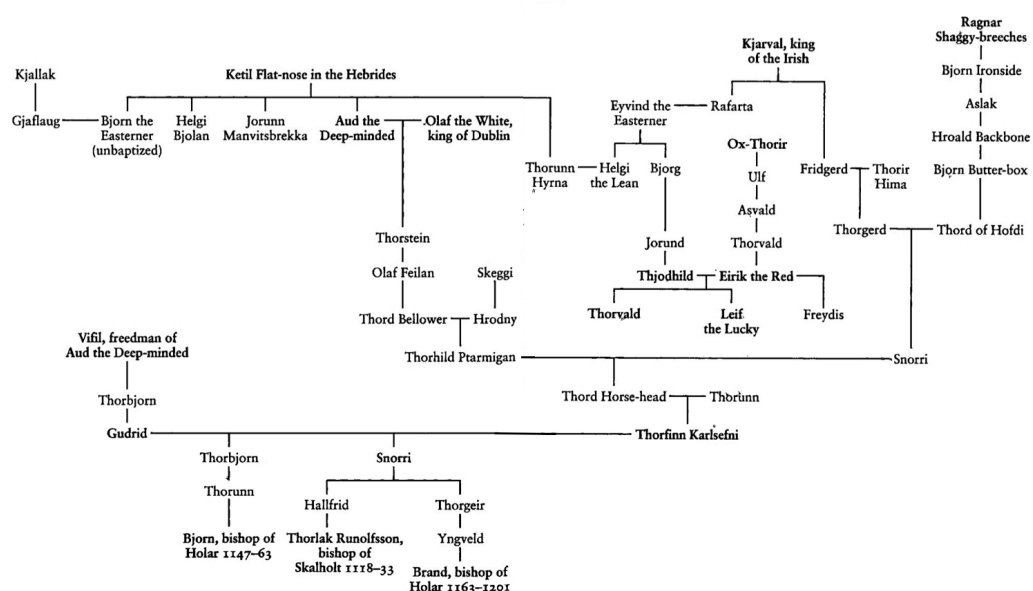 Ragnar
Shaggy-breeches
Kjarval, king
of the Irish
Kjallak
Ketil Flat-nose in the Hebrides
Bjorn Ironside
Gjaflaug
Bjorn the
Easterner
(unbaptized)
Helgi
Bjolan
Jorunn
Manvitsbrekka
Aud the
Deep-minded
Olaf the White,
king of Dublin
Eyvind the
Easterner
Rafarta
Aslak
Hroald Backbone
Ox-Thorir
Thorunn
Hyrna
Helgi
the Lean
Bjorg
Ulf
Fridgerd
Thorir
Hima
Bjorn Butter-box
Asvald
Thorstein
Jorund
Thorvald
Thorgerd
Thord of Hofdi
Olaf Feilan
Skeggi
Thjodhild
Eirik the Red
Thord Bellower
Hrodny
Thorvald
Leif
the Lucky
Freydis
Vifil, freedman of
Aud the Deep-minded
Thorhild Ptarmigan
Snorri
Thorbjorn
Thord Horse-head
Thorunn
Gudrid
Thorfinn Karlsefni
Thorbjorn
Snorri
Thorunn
Hallfrid
Thorgeir
Bjorn, bishop of
Holar 1147–63
Thorlak Runolfsson,
bishop of
Skalholt 1118–33
Yngveld
Brand, bishop of
Holar 1163–1201